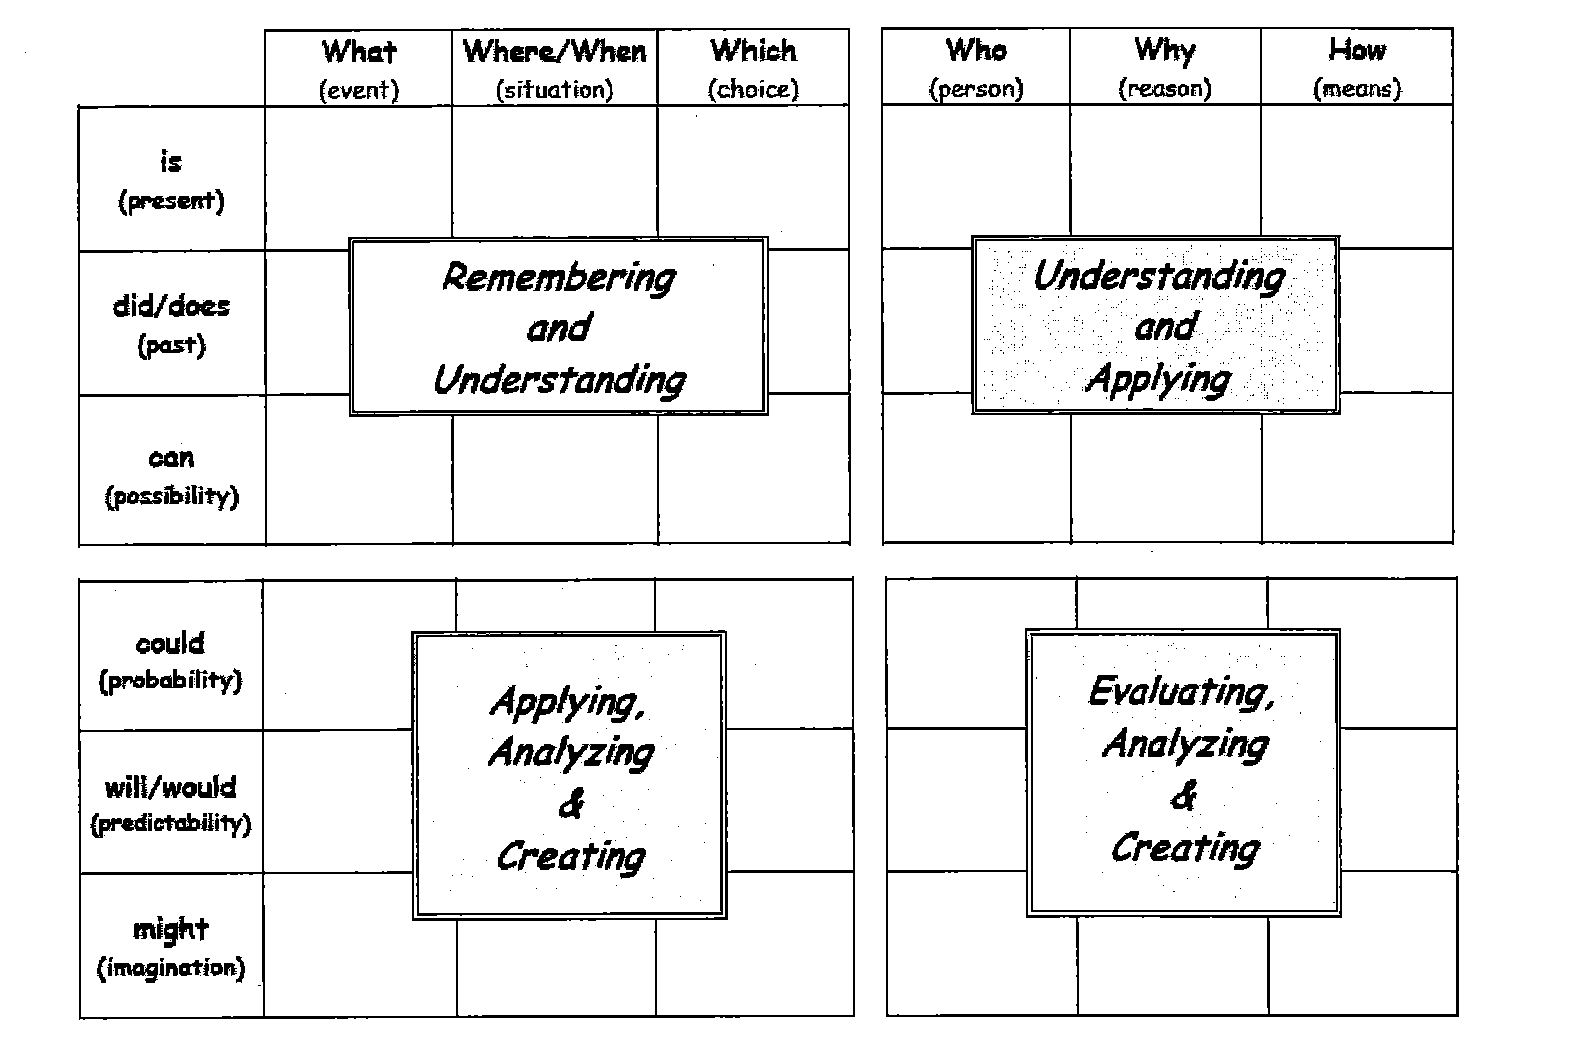 What
(event)
Where/When
(situation)
Which
(choice)
Who
(person)
Why
(reason)
How
(means)
is
(present)
did/does
(past)
can
(possibility)
Remembering
and
Understanding
Understanding
and
Applying
could
(probability)
will/would
(predictability)
might
(imagination)
Applying,
Analyzing
&
Creating
Evaluating,
Analyzing
&
Creating